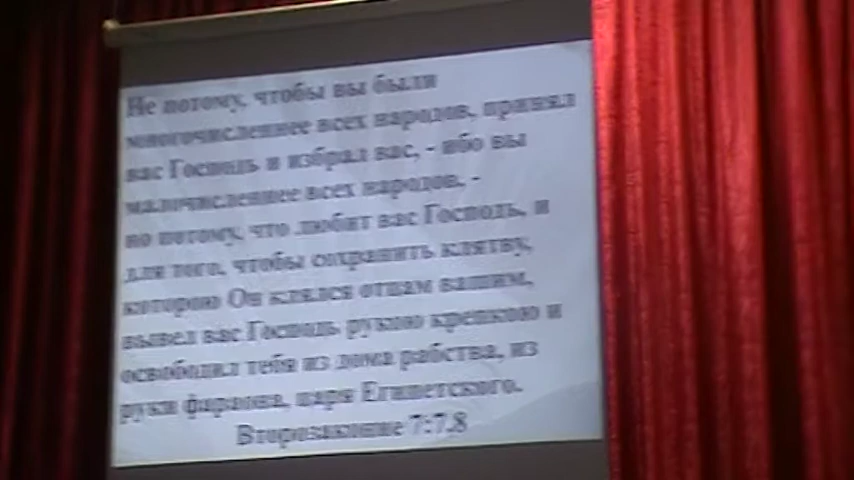 Не потому, чтобы вы были
многочисленнее всех народов, принял
вас Господь и избрал вас, - ибо вы
малочисленнее всех народов, -
но потому, что любит вас Господь, и
для того, чтобы сохранить клятву,
которою Он клялся отцам вашим,
вывел вас Господь рукою крепкою и
освободил тебя из дома рабства, из
руки фараона, царя Египетского.
Второзаконие 7:7,8